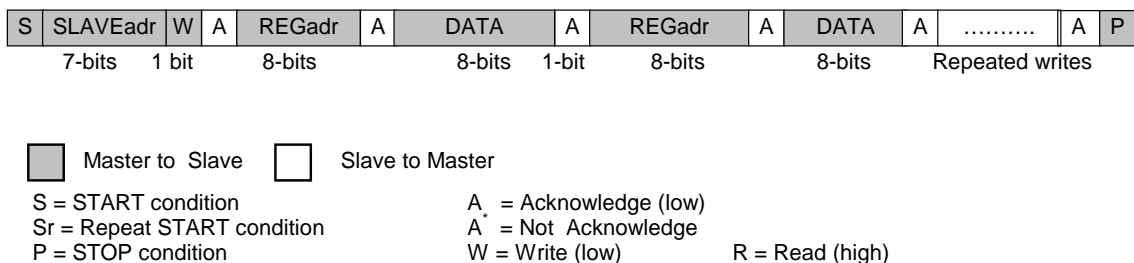 S SLAVEadr W A REGadr A DATA A REGadr A DATA A ………. A P
7-bits 1 bit 8-bits 8-bits 1-bit 8-bits 8-bits Repeated writes
Master to Slave Slave to Master
S = START condition A = Acknowledge (low)
Sr = Repeat START condition A* = Not Acknowledge
P = STOP condition W = Write (low) R = Read (high)